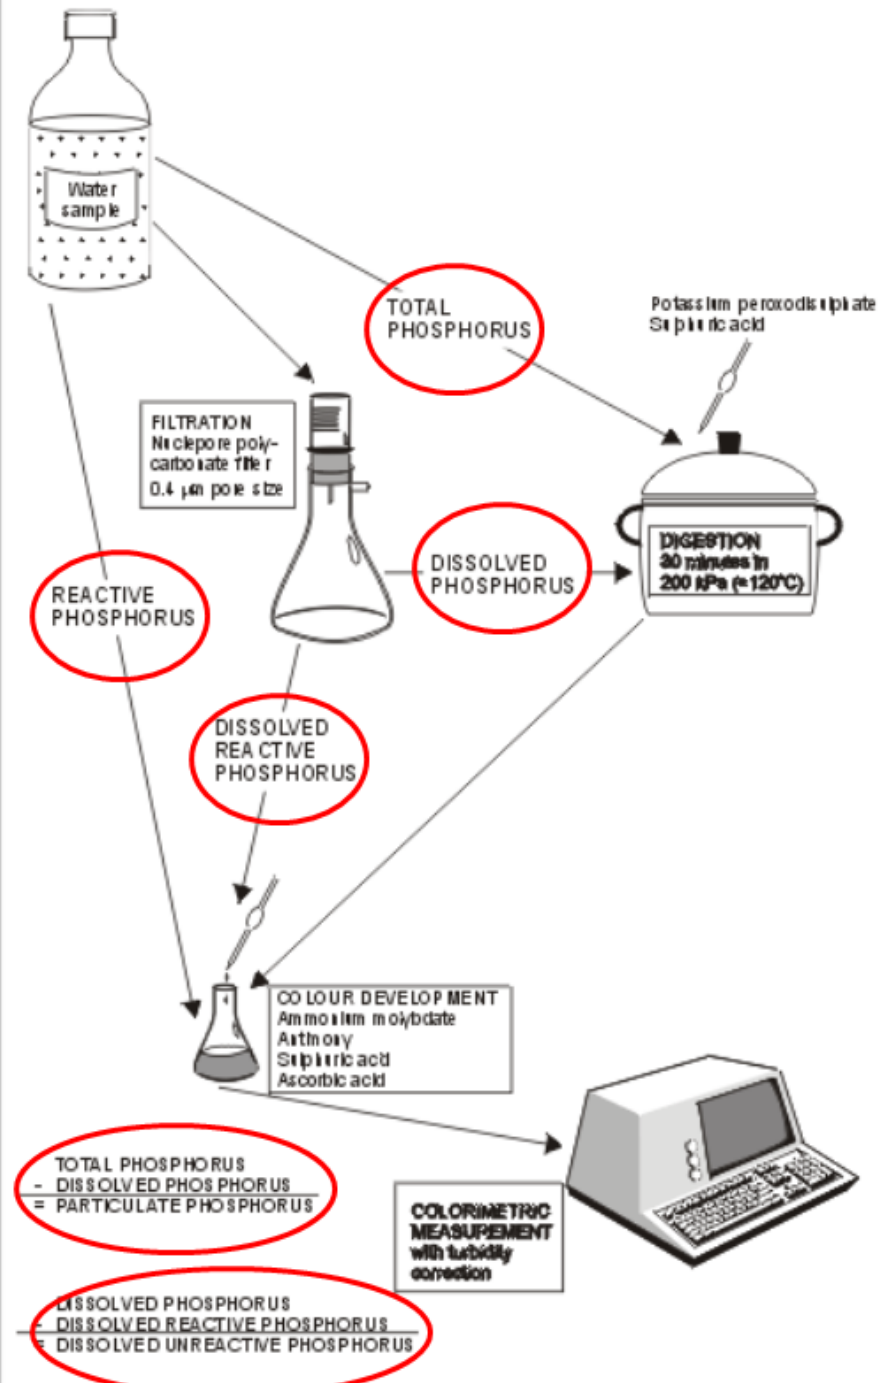 Water
sample
TOTAL
PHOSPHORUS
Potassium peroxodisulphate
Sulphuric acid
FILTRATION
Nuclepore poly-
carbonate filter
0.4 µm pore size
DISSOLVED
PHOSPHORUS
DIGESTION
30 minutes in
200 kPa (≈120°C)
REACTIVE
PHOSPHORUS
DISSOLVED
REACTIVE
PHOSPHORUS
COLOUR DEVELOPMENT
Ammonium molybdate
Antimony
Sulphuric acid
Ascorbic acid
TOTAL PHOSPHORUS
- DISSOLVED PHOSPHORUS
= PARTICULATE PHOSPHORUS
COLORIMETRIC
MEASUREMENT
with turbidity
correction
DISSOLVED PHOSPHORUS
- DISSOLVED REACTIVE PHOSPHORUS
= DISSOLVED UNREACTIVE PHOSPHORUS